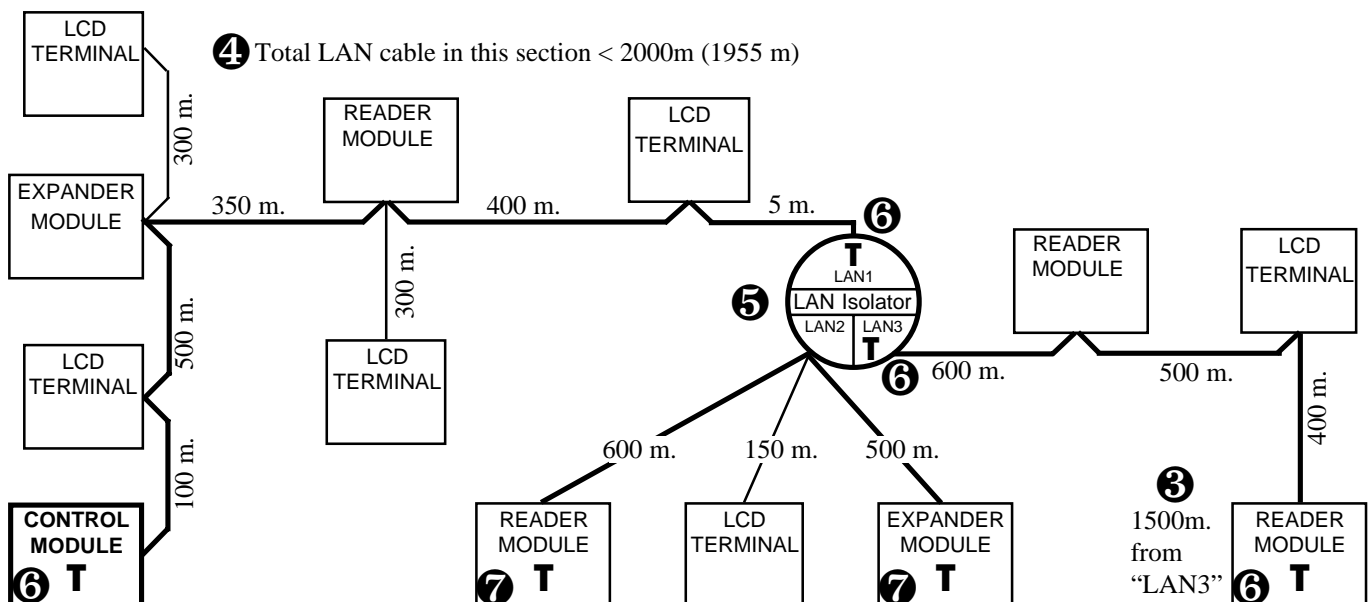 LCD
TERMINAL
❹ Total LAN cable in this section < 2000m (1955 m)
300 m.
READER
MODULE
LCD
TERMINAL
EXPANDER
MODULE
350 m.
400 m.
5 m.
❻
T
LAN1
LAN Isolator
LAN2
LAN3
T
❺
❻
READER
MODULE
LCD
TERMINAL
300 m.
500 m.
LCD
TERMINAL
LCD
TERMINAL
600 m.
500 m.
400 m.
100 m.
600 m.
150 m.
500 m.
CONTROL
MODULE
❻ T
READER
MODULE
❼ T
LCD
TERMINAL
EXPANDER
MODULE
❼ T
❸
1500m.
from
“LAN3”
READER
MODULE
❻ T